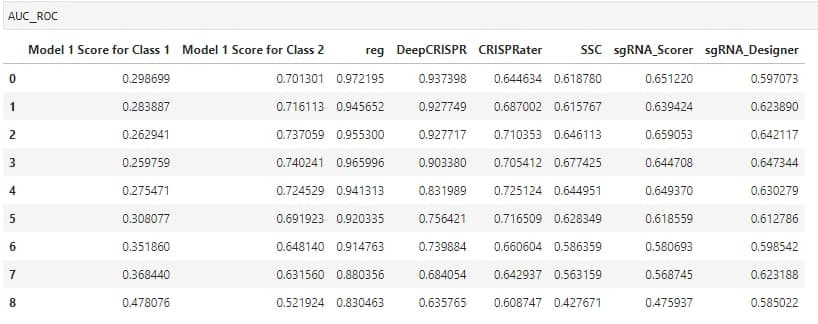 AUC_ROC
Model 1 Score for Class 1 Model 1 Score for Class 2 reg DeepCRISPR CRISPRater SSC sgRNA_Scorer sgRNA_Designer
0 0.298699 0.701301 0.972195 0.937398 0.644634 0.618780 0.651220 0.597073
1 0.283887 0.716113 0.945652 0.927749 0.687002 0.615767 0.639424 0.623890
2 0.262941 0.737059 0.955300 0.927717 0.710353 0.646113 0.659053 0.642117
3 0.259759 0.740241 0.965996 0.903380 0.705412 0.677425 0.644708 0.647344
4 0.275471 0.724529 0.941313 0.831989 0.725124 0.644951 0.649370 0.630279
5 0.308077 0.691923 0.920335 0.756421 0.716509 0.628349 0.618559 0.612786
6 0.351860 0.648140 0.914763 0.739884 0.660604 0.586359 0.580693 0.598542
7 0.368440 0.631560 0.880356 0.684054 0.642937 0.563159 0.568745 0.623188
8 0.478076 0.521924 0.830463 0.635765 0.608747 0.427671 0.475937 0.585022